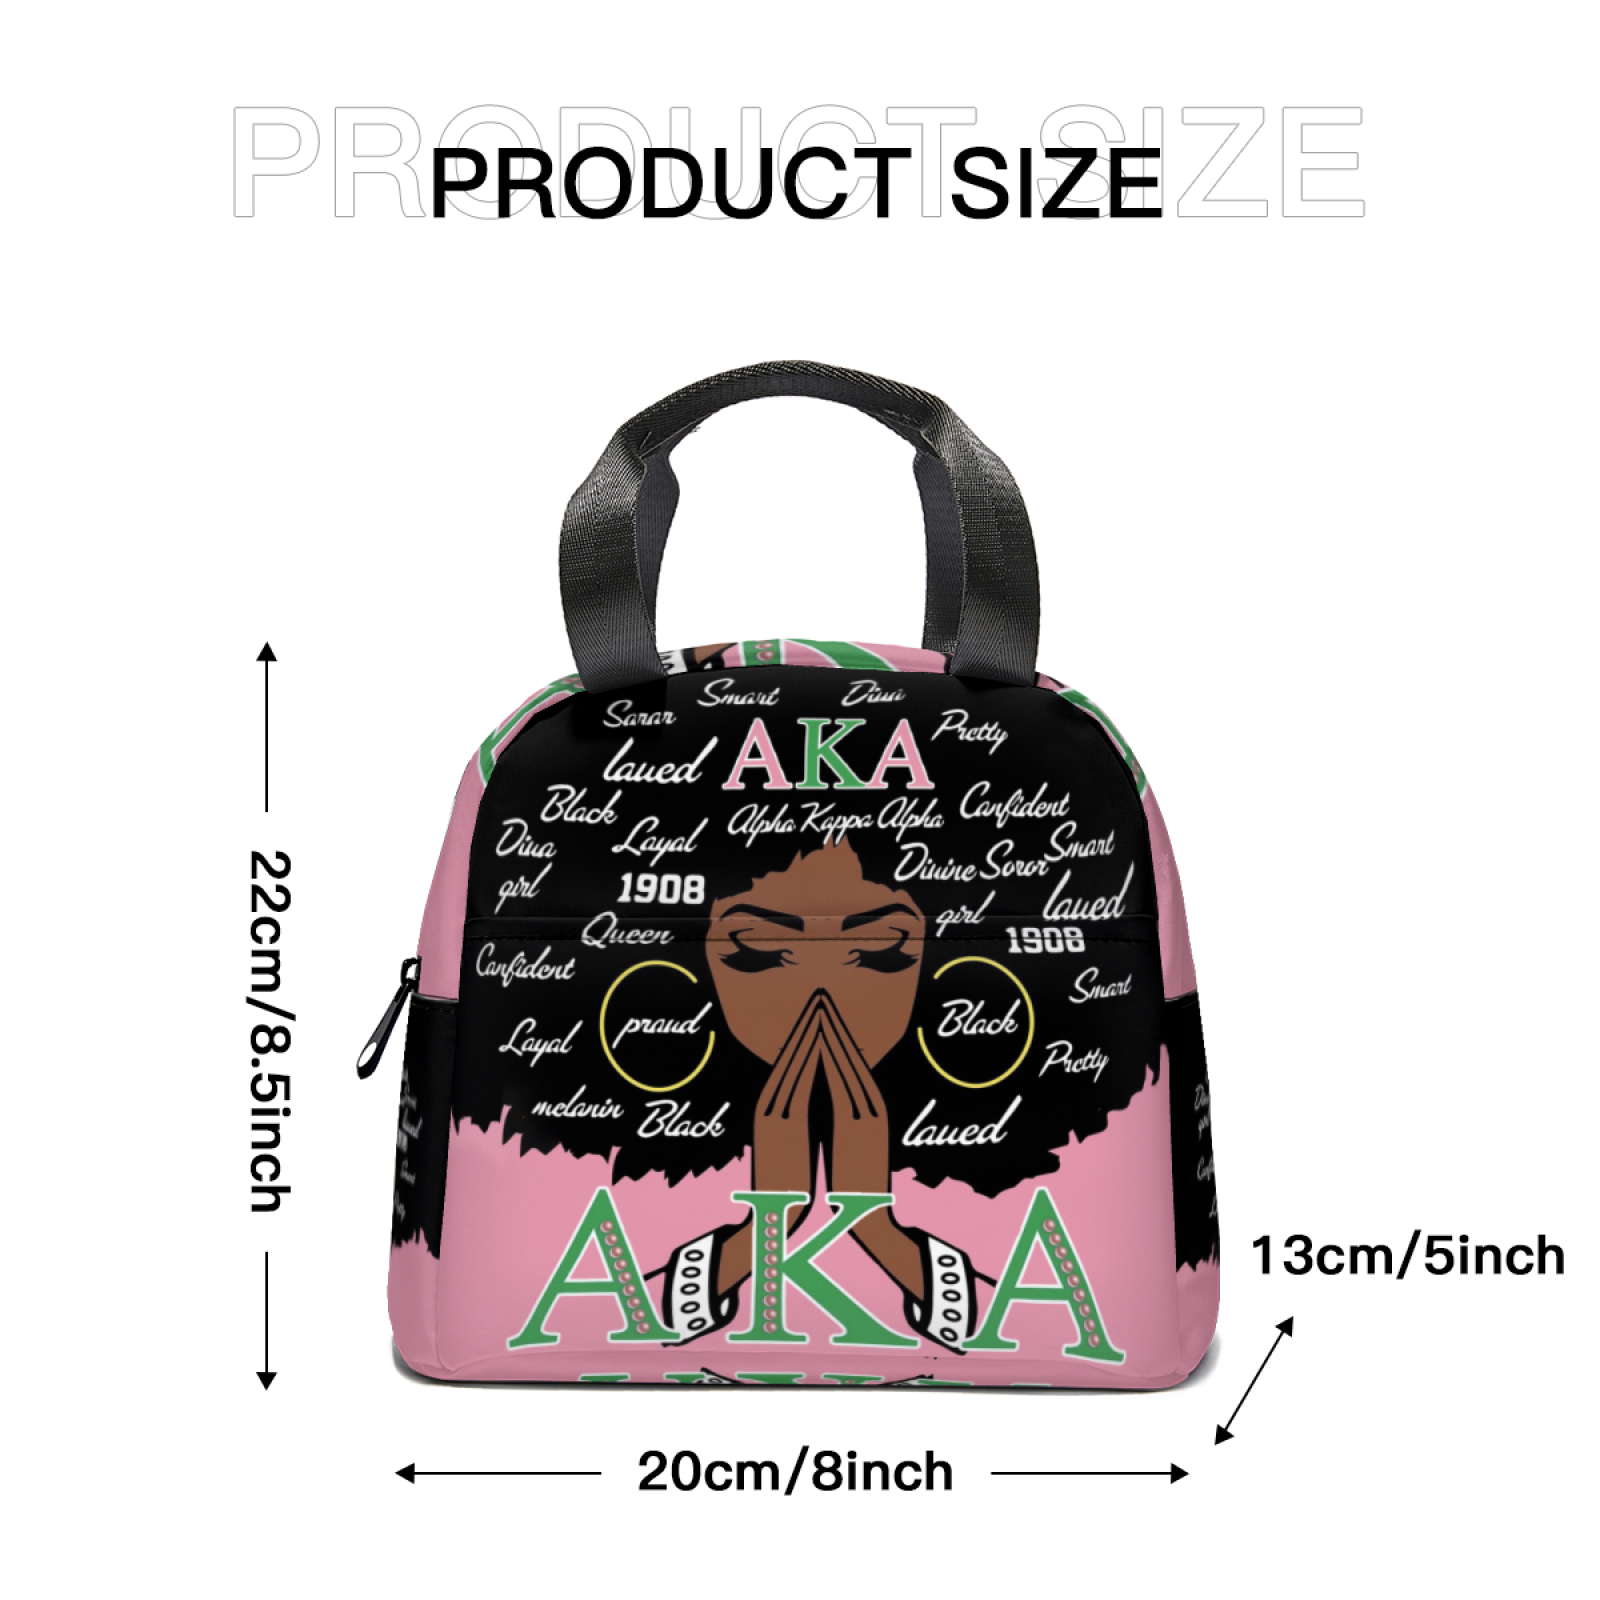 PRODUCT SIZE
PRODUCT SIZE
Smart
Diva
Sarar
Pretty
laued
AKA
Black
Canfident
Alpha Kappa Alpha
Diva
Layal
Smart
Diuine Soror
girl
1908
laued
girl
Queen
1908
Canfident
Smart
praud
Black
Layal
Pretty
melanin
Black
laued
AKA
22cm/8.5inch
13cm/5inch
20cm/8inch